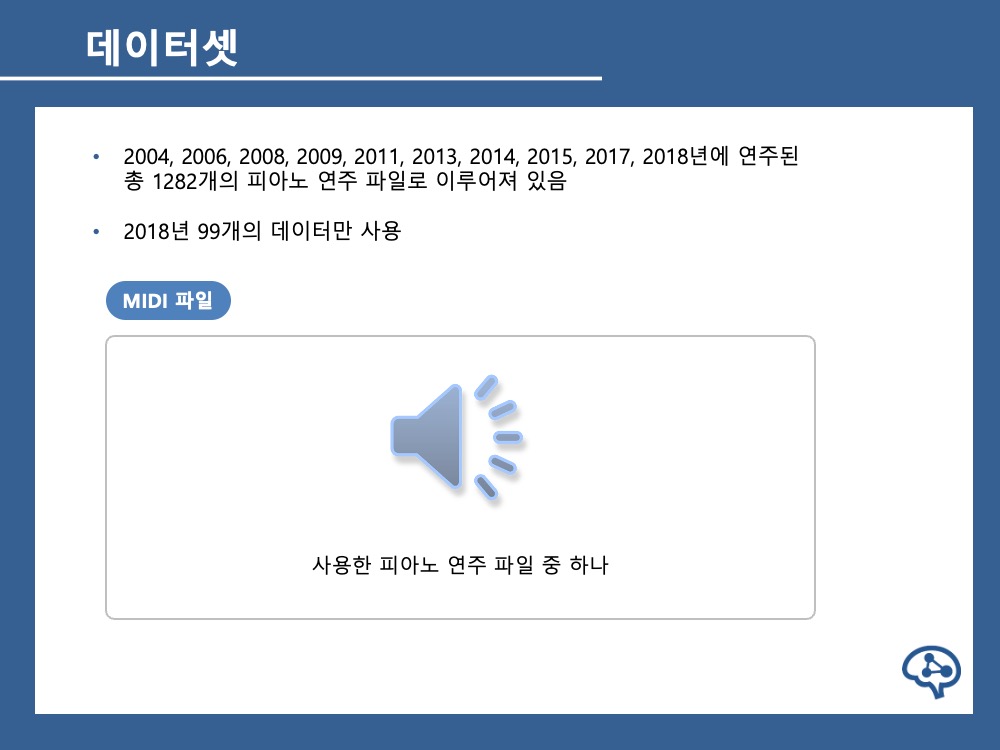 데이터셋
• 2004, 2006, 2008, 2009, 2011, 2013, 2014, 2015, 2017, 2018년에 연주된
총 1282개의 피아노 연주 파일로 이루어져 있음
• 2018년 99개의 데이터만 사용
MIDI 파일
사용한 피아노 연주 파일 중 하나